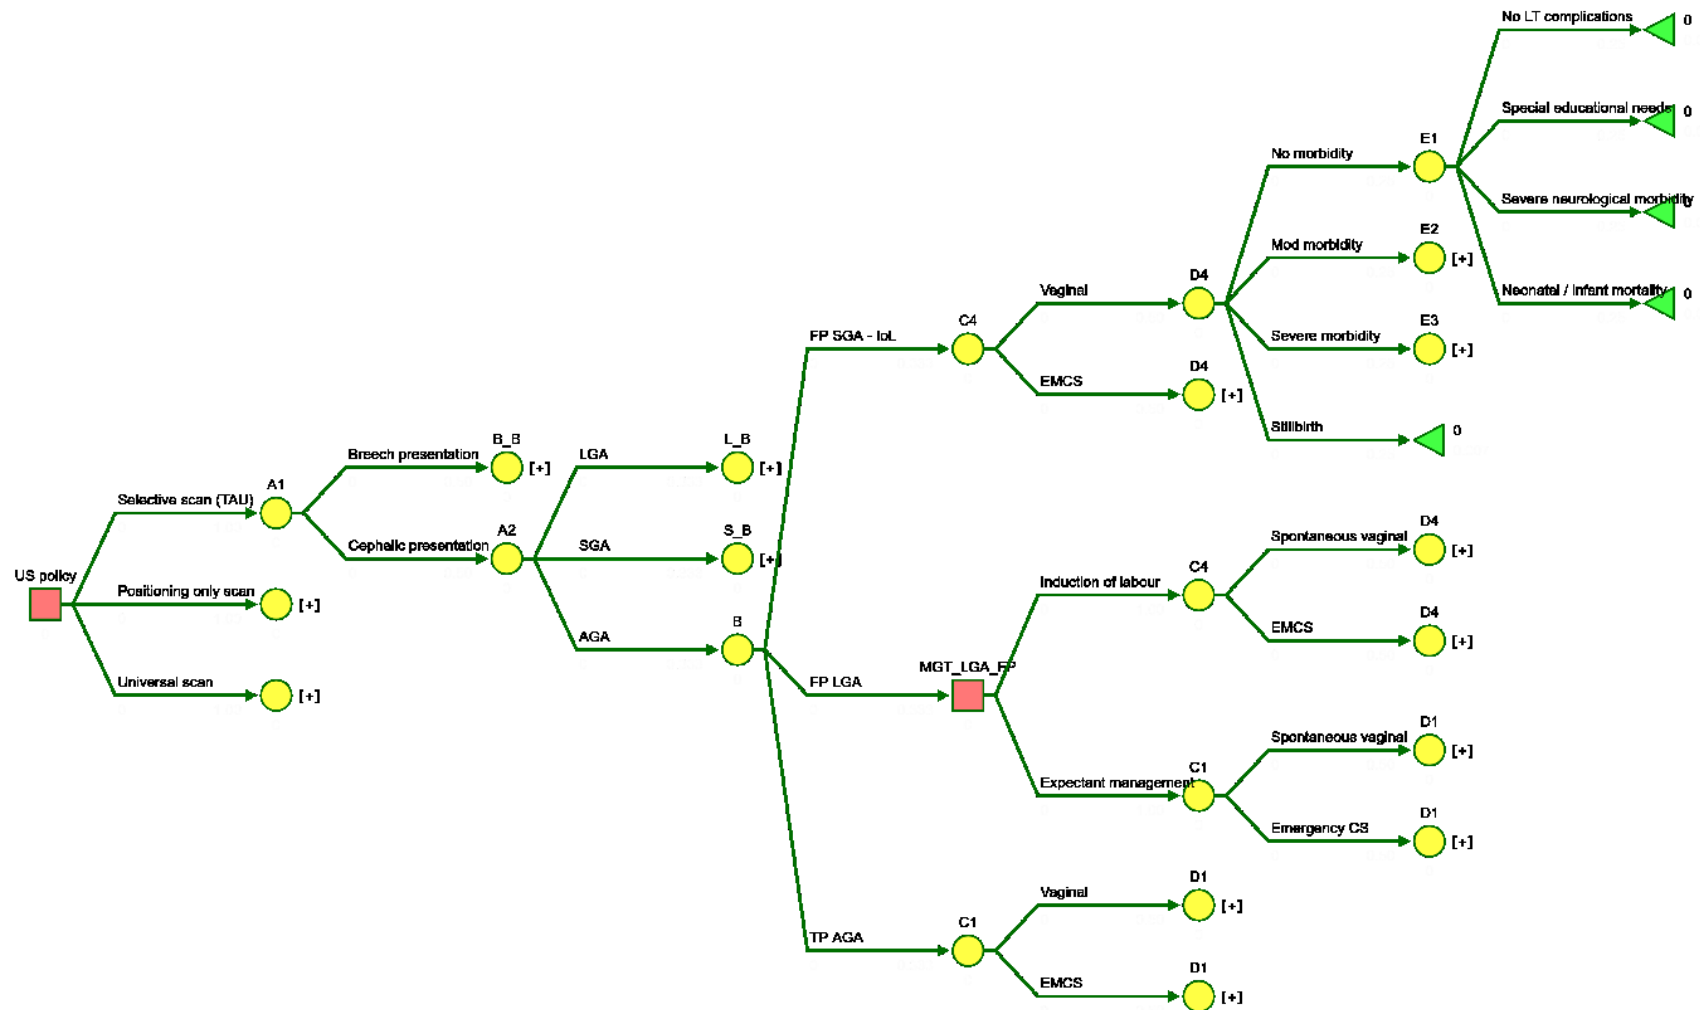 No LT complications
0
Special educational needs
0
E1
No morbidity
Severe neurological morbidity
0
E2
Mod morbidity
[+]
D4
Vaginal
Neonatal / Infant mortality
0
C4
FP SGA - IoL
E3
Severe morbidity
[+]
D4
EMCS
[+]
Stillbirth
0
B_B
Breech presentation
[+]
L_B
LGA
[+]
A1
Selective scan (TAU)
A2
Cephalic presentation
S_B
SGA
[+]
D4
Spontaneous vaginal
[+]
US policy
Positioning only scan
[+]
C4
Induction of labour
D4
EMCS
[+]
B
AGA
Universal scan
[+]
MGT_LGA_FP
FP LGA
D1
Spontaneous vaginal
[+]
C1
Expectant management
D1
Emergency CS
[+]
D1
Vaginal
[+]
C1
TP AGA
D1
EMCS
[+]